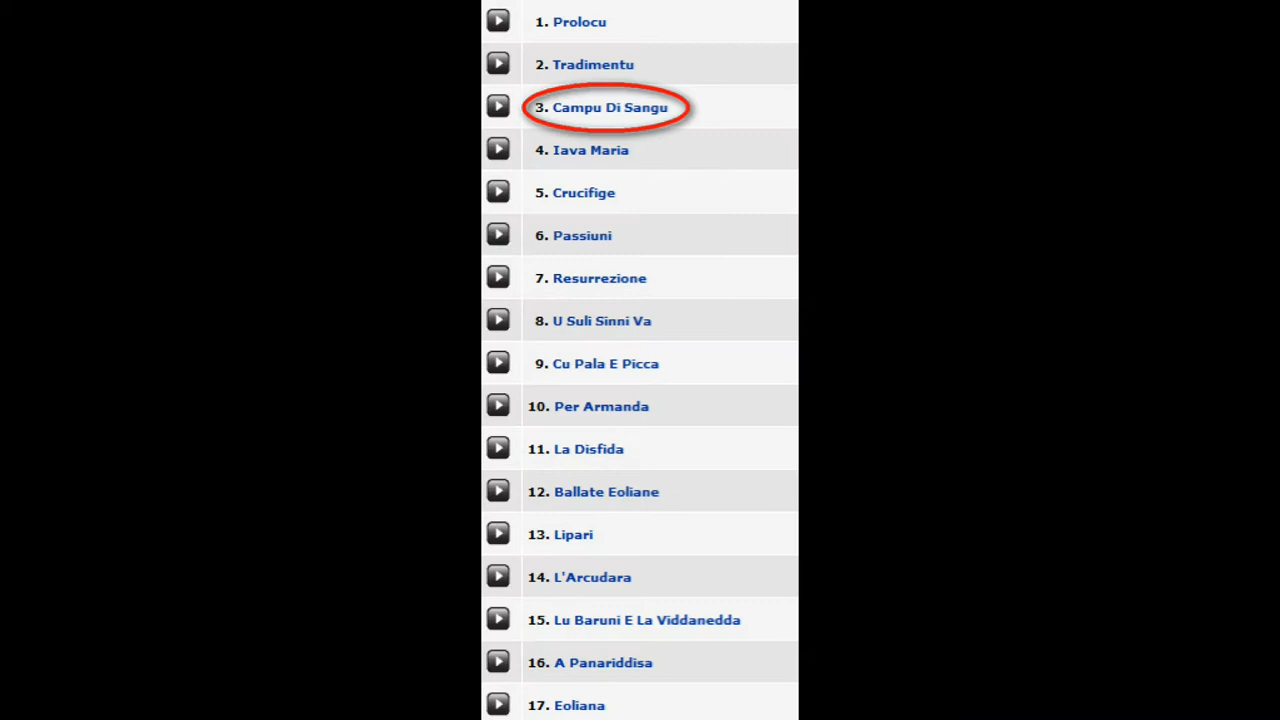 1. Prolocu
2. Tradimentu
3. Campu Di Sangu
4. Iava Maria
5. Crucifige
6. Passiuni
7. Resurrezione
8. U Suli Sinni Va
9. Cu Pala E Picca
10. Per Armanda
11. La Disfida
12. Ballate Eoliane
13. Lipari
14. L'Arcudara
15. Lu Baruni E La Viddanedda
16. A Panariddisa
17. Eoliana